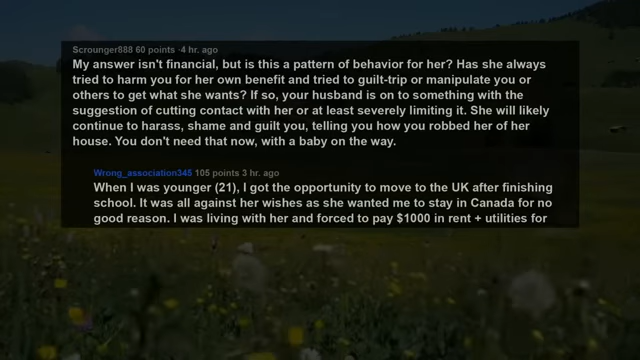 Scrounger888 60 points ·4 hr. ago
My answer isn't financial, but is this a pattern of behavior for her? Has she always
tried to harm you for her own benefit and tried to guilt-trip or manipulate you or
others to get what she wants? If so, your husband is on to something with the
suggestion of cutting contact with her or at least severely limiting it. She will likely
continue to harass, shame and guilt you, telling you how you robbed her of her
house. You don't need that now, with a baby on the way.
Wrong_association345 105 points 3 hr. ago
When I was younger (21), I got the opportunity to move to the UK after finishing
school. It was all against her wishes as she wanted me to stay in Canada for no
good reason. I was living with her and forced to pay $1000 in rent + utilities for